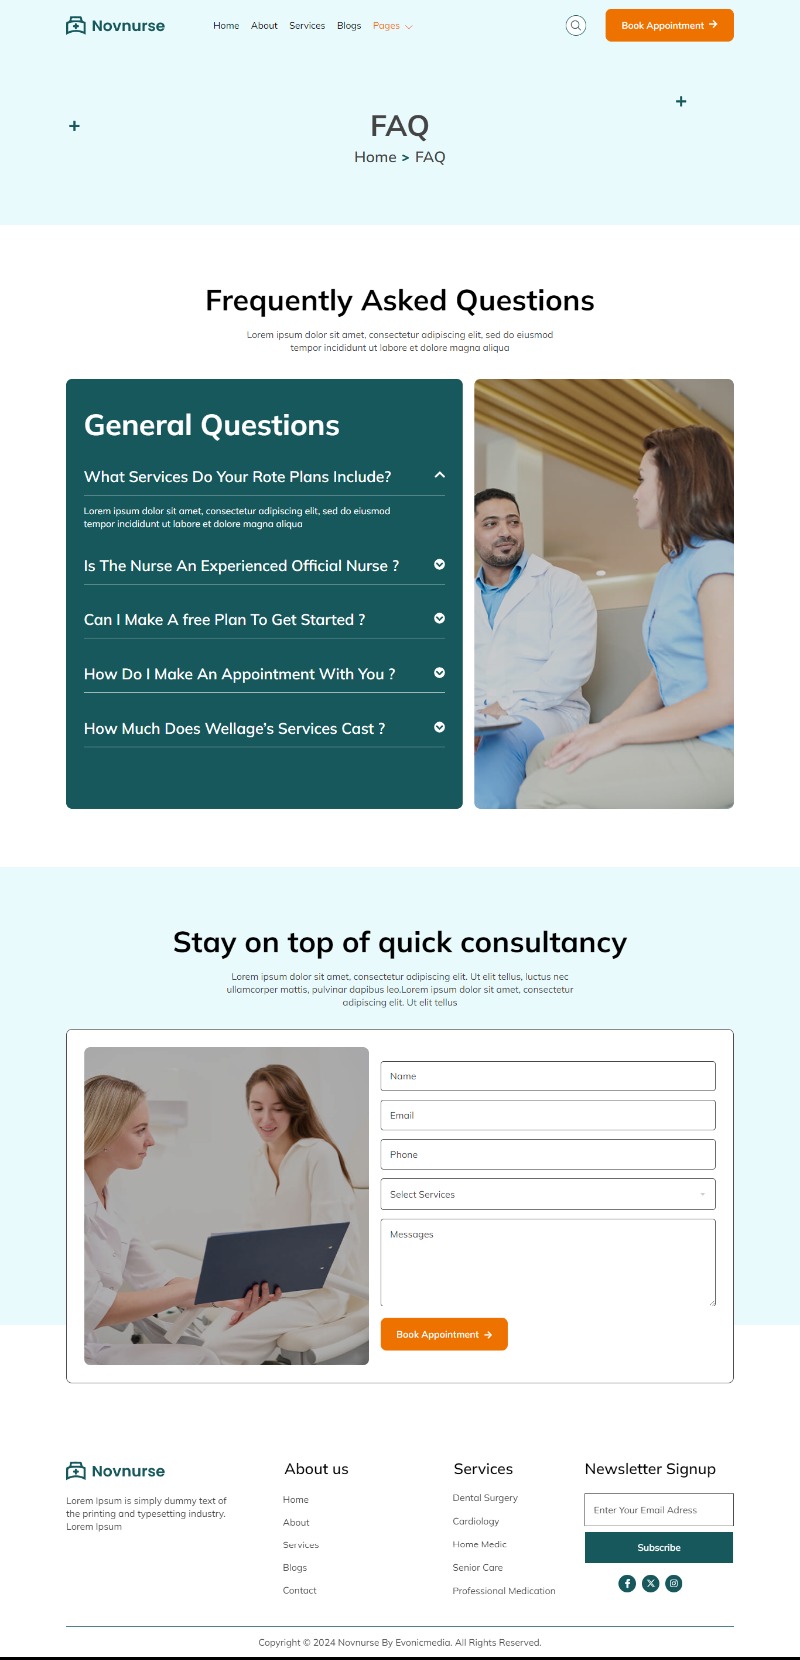 Novnurse
Home About Services Blogs Pages
Book Appointment
FAQ
Home > FAQ
Frequently Asked Questions
Lorem ipsum dolor sit amet, consectetur adipiscing elit, sed do eiusmod
tempor incididunt ut labore et dolore magna aliqua
General Questions
What Services Do Your Rote Plans Include?
Lorem ipsum dolor sit amet, consectetur adipiscing elit, sed do eiusmod
tempor incididunt ut labore et dolore magna aliqua
Is The Nurse An Experienced Official Nurse ?
Can I Make A free Plan To Get Started ?
How Do I Make An Appointment With You ?
How Much Does Wellage's Services Cast ?
Stay on top of quick consultancy
Lorem ipsum dolor sit amet, consectetur adipiscing elit. Ut elit tellus, luctus nec
ullamcorper mattis, pulvinar dapibus leo.Lorem ipsum dolor sit amet, consectetur
adipiscing elit. Ut elit tellus
Name
Email
Phone
Select Services
Messages
Book Appointment
Novnurse
Lorem Ipsum is simply dummy text of
the printing and typesetting industry.
Lorem Ipsum
About us
Home
About
Services
Blogs
Contact
Services
Dental Surgery
Cardiology
Home Medic
Senior Care
Professional Medication
Newsletter Signup
Enter Your Email Adress
Subscribe
Copyright © 2024 Novnurse By Evonicmedia. All Rights Reserved.